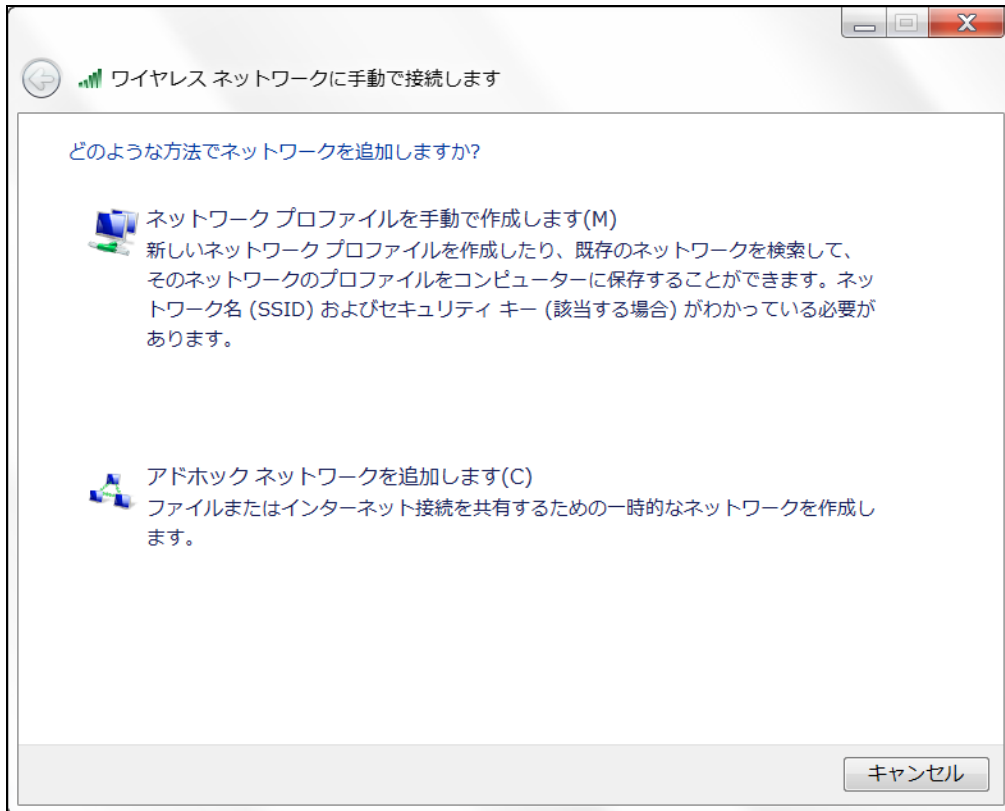 ワイヤレス ネットワークに手動で接続します
どのような方法でネットワークを追加しますか?
ネットワーク プロファイルを手動で作成します(M)
新しいネットワーク プロファイルを作成したり、既存のネットワークを検索して、
そのネットワークのプロファイルをコンピューターに保存することができます。ネッ
トワーク名 (SSID) およびセキュリティ キー (該当する場合) がわかっている必要が
あります。
アドホック ネットワークを追加します(C)
ファイルまたはインターネット接続を共有するための一時的なネットワークを作成し
ます。
キャンセル